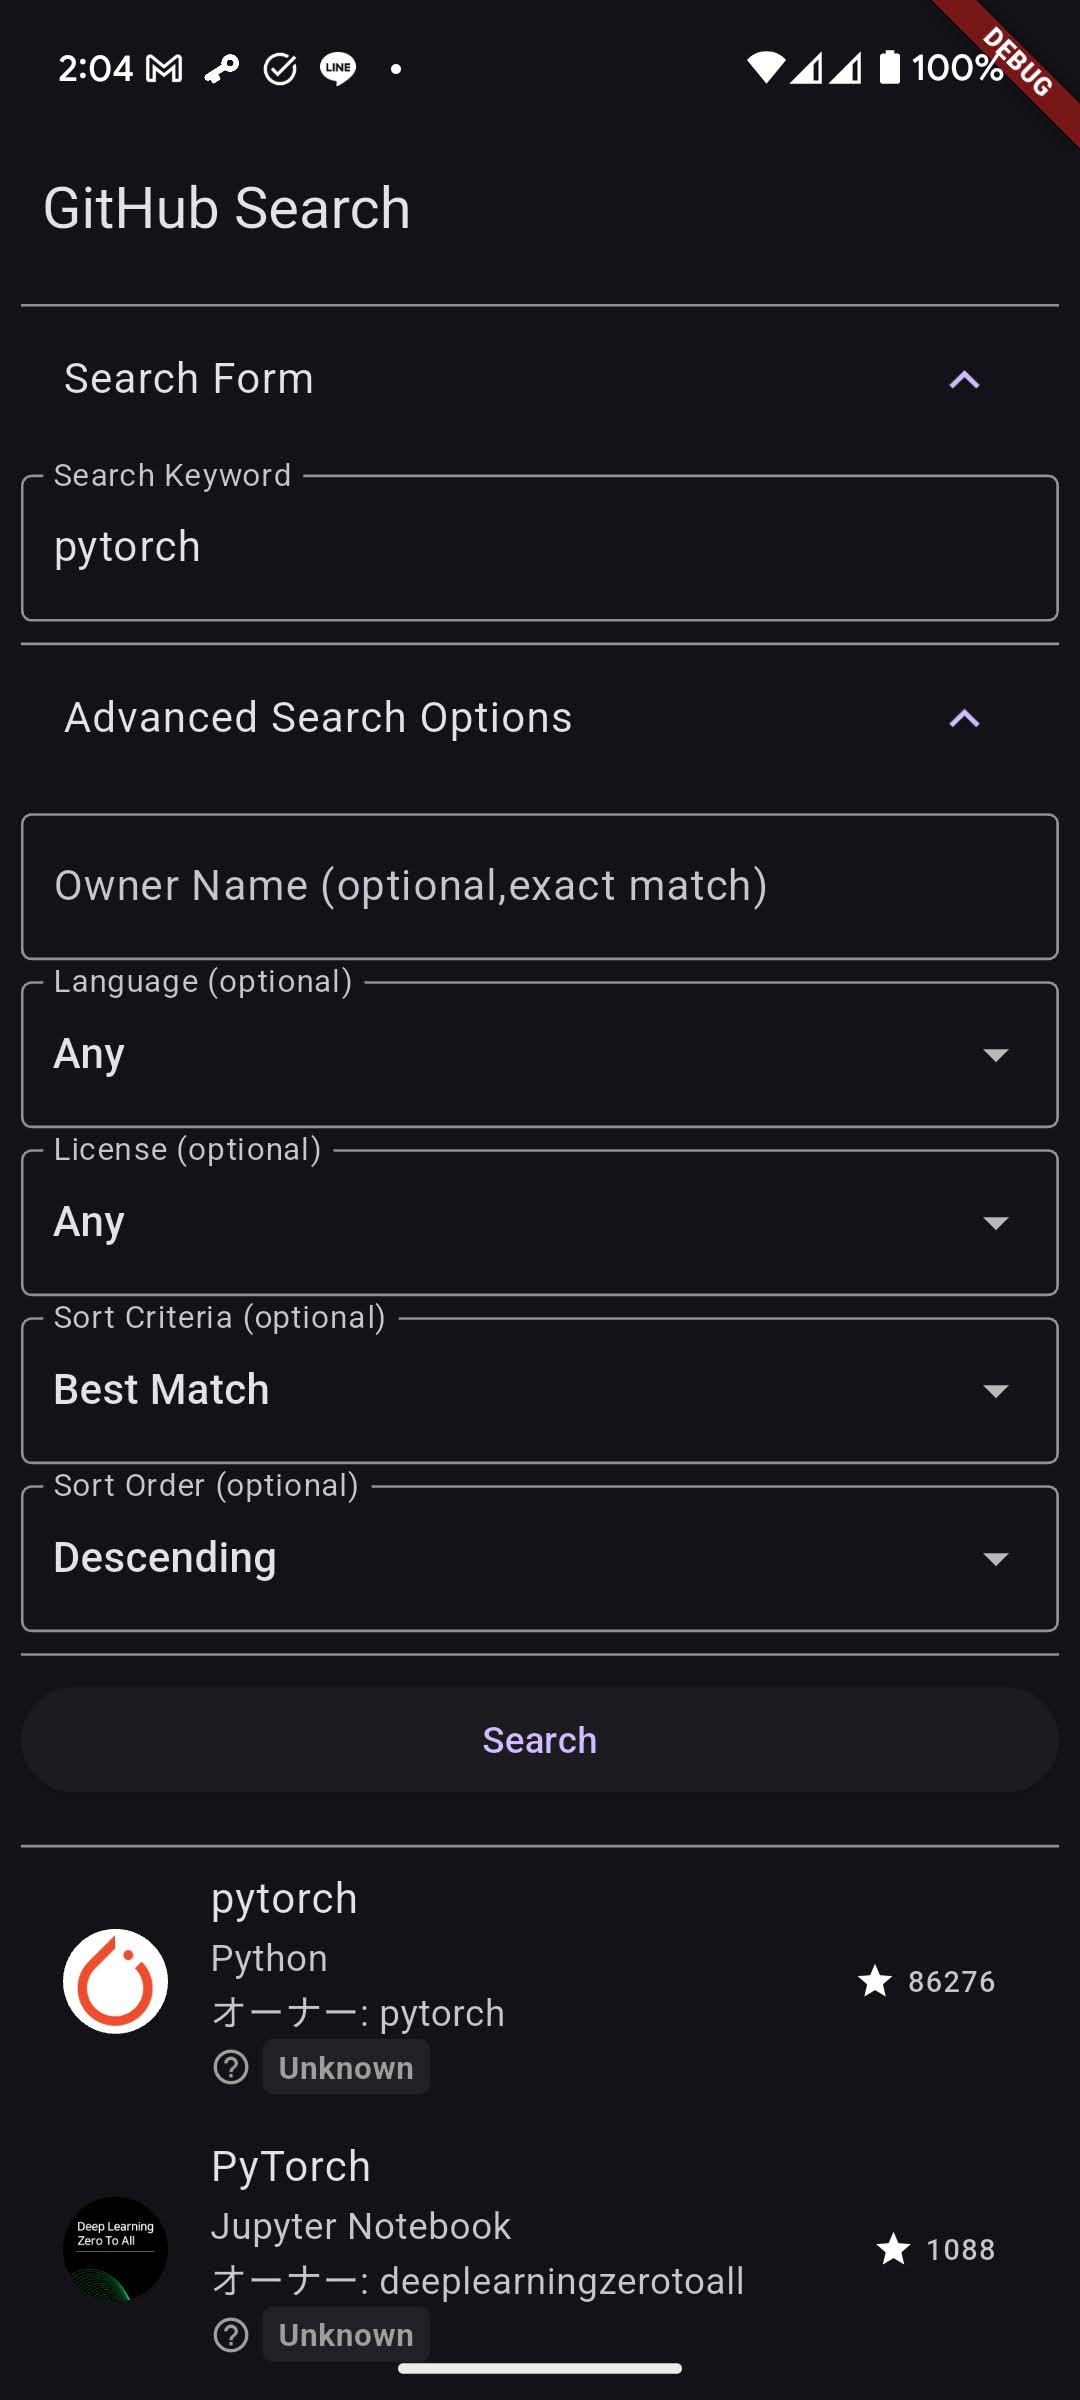 2:04
LINE
100%
DEBUG
GitHub Search
Search Form
Search Keyword
pytorch
Advanced Search Options
Owner Name (optional,exact match)
Language (optional)
Any
License (optional)
Any
Sort Criteria (optional)
Best Match
Sort Order (optional)
Descending
Search
pytorch
Python
86276
オーナー: pytorch
Unknown
PyTorch
Deep Learning
Zero To All
Jupyter Notebook
1088
オーナー: deeplearningzerotoall
Unknown